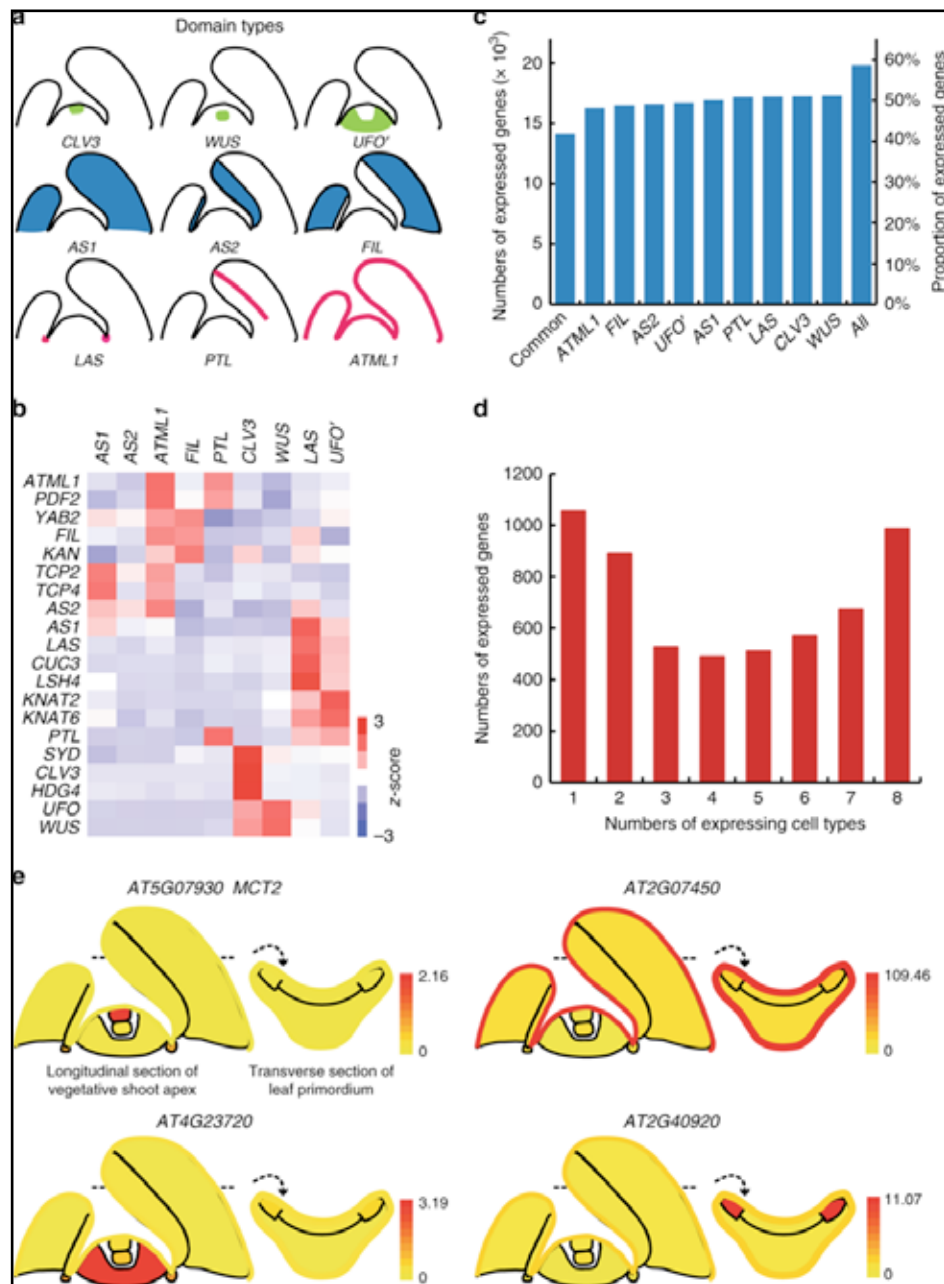 a
Domain types
CLV3 WUS UFO'
AS1 AS2 FIL
LAS PTL ATML1
b
AS1 AS2 ATML1 FIL PTL CLV3 WUS LAS UFO'
ATML1
PDF2
YAB2
FIL
KAN
TCP2
TCP4
AS2
AS1
LAS
CUC3
LSH4
KNAT2
KNAT6
PTL
SYD
CLV3
HDG4
UFO
WUS
3
z-score
−3
c
Numbers of expressed genes (× 10³)
20
15
10
5
0
60%
50%
40%
30%
20%
10%
0%
Proportion of expressed genes
Common ATML1 FIL AS2 UFO' AS1 PTL LAS CLV3 WUS All
d
Numbers of expressed genes
1200
1000
800
600
400
200
0
1 2 3 4 5 6 7 8
Numbers of expressing cell types
e
AT5G07930 MCT2
2.16
0
Longitudinal section of
vegetative shoot apex
Transverse section of
leaf primordium
AT2G07450
109.46
0
AT4G23720
3.19
0
AT2G40920
11.07
0